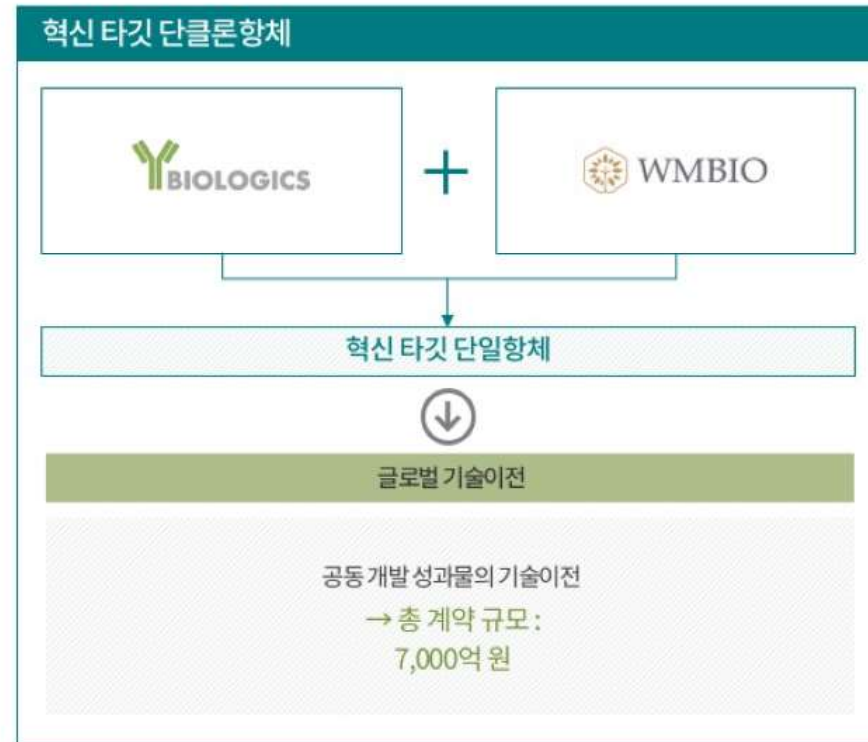 혁신 타깃 단클론항체
YBIOLOGICS
+
WMBIO
혁신 타깃 단일항체
글로벌 기술이전
공동 개발 성과물의 기술이전
→ 총 계약 규모 :
7,000억 원